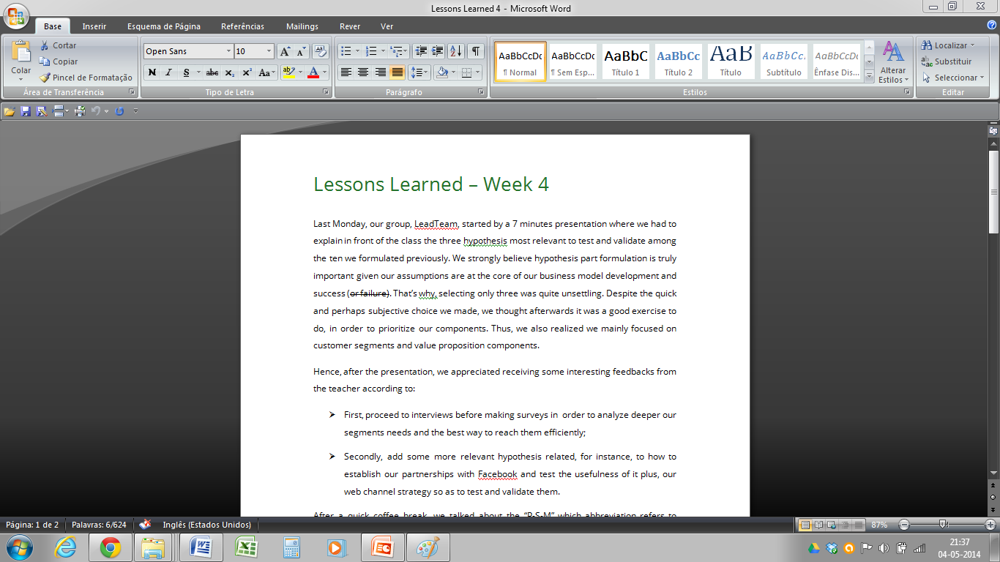 Lessons Learned 4 - Microsoft Word
Base Inserir Esquema de Página Referências Mailings Rever Ver
Colar
Cortar
Copiar
Pincel de Formatação
Área de Transferência
Open Sans 10
N I S abc X₂ X² Aa
Tipo de Letra
Parágrafo
AaBbCcDc AaBbCcDc AaBbC AaBbCc AaB AaBbCc. AaBbCcDc
¶ Normal ¶ Sem Esp... Título 1 Título 2 Título Subtítulo Ênfase Dis...
Alterar
Estilos
Estilos
Localizar
Substituir
Seleccionar
Editar
Lessons Learned – Week 4
Last Monday, our group, LeadTeam, started by a 7 minutes presentation where we had to
explain in front of the class the three hypothesis most relevant to test and validate among
the ten we formulated previously. We strongly believe hypothesis part formulation is truly
important given our assumptions are at the core of our business model development and
success (or failure). That's why, selecting only three was quite unsettling. Despite the quick
and perhaps subjective choice we made, we thought afterwards it was a good exercise to
do, in order to prioritize our components. Thus, we also realized we mainly focused on
customer segments and value proposition components.
Hence, after the presentation, we appreciated receiving some interesting feedbacks from
the teacher according to:
First, proceed to interviews before making surveys in order to analyze deeper our
segments needs and the best way to reach them efficiently;
Secondly, add some more relevant hypothesis related, for instance, to how to
establish our partnerships with Facebook and test the usefulness of it plus, our
web channel strategy so as to test and validate them.
After a quick coffee break, we talked about the “P-S-M” which abbreviation refers to
Página: 1 de 2 Palavras: 6/624 Inglês (Estados Unidos) 87%
21:37
04-05-2014